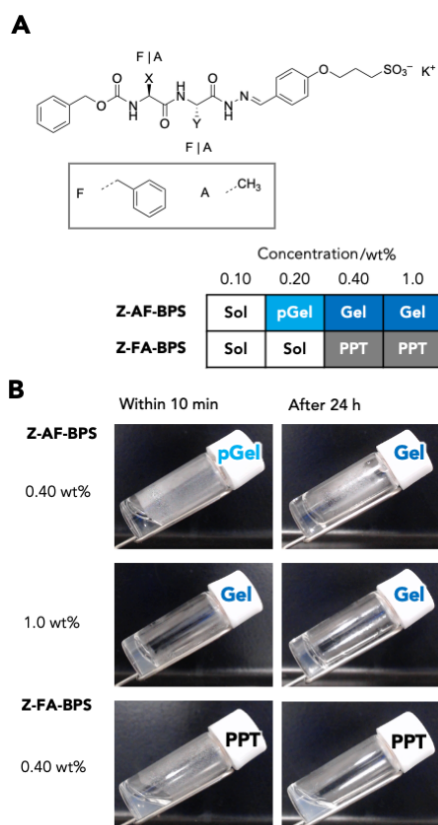 A
F | A
X
O
O
H
N
O
N
H
O
N
H
N
O
Y
SO₃⁻ K⁺
F | A
F
A
CH₃
Concentration/wt%
0.10 0.20 0.40 1.0
Z-AF-BPS Sol pGel Gel Gel
Z-FA-BPS Sol Sol PPT PPT
B
Within 10 min After 24 h
Z-AF-BPS
pGel Gel
0.40 wt%
Gel Gel
1.0 wt%
Z-FA-BPS
PPT PPT
0.40 wt%